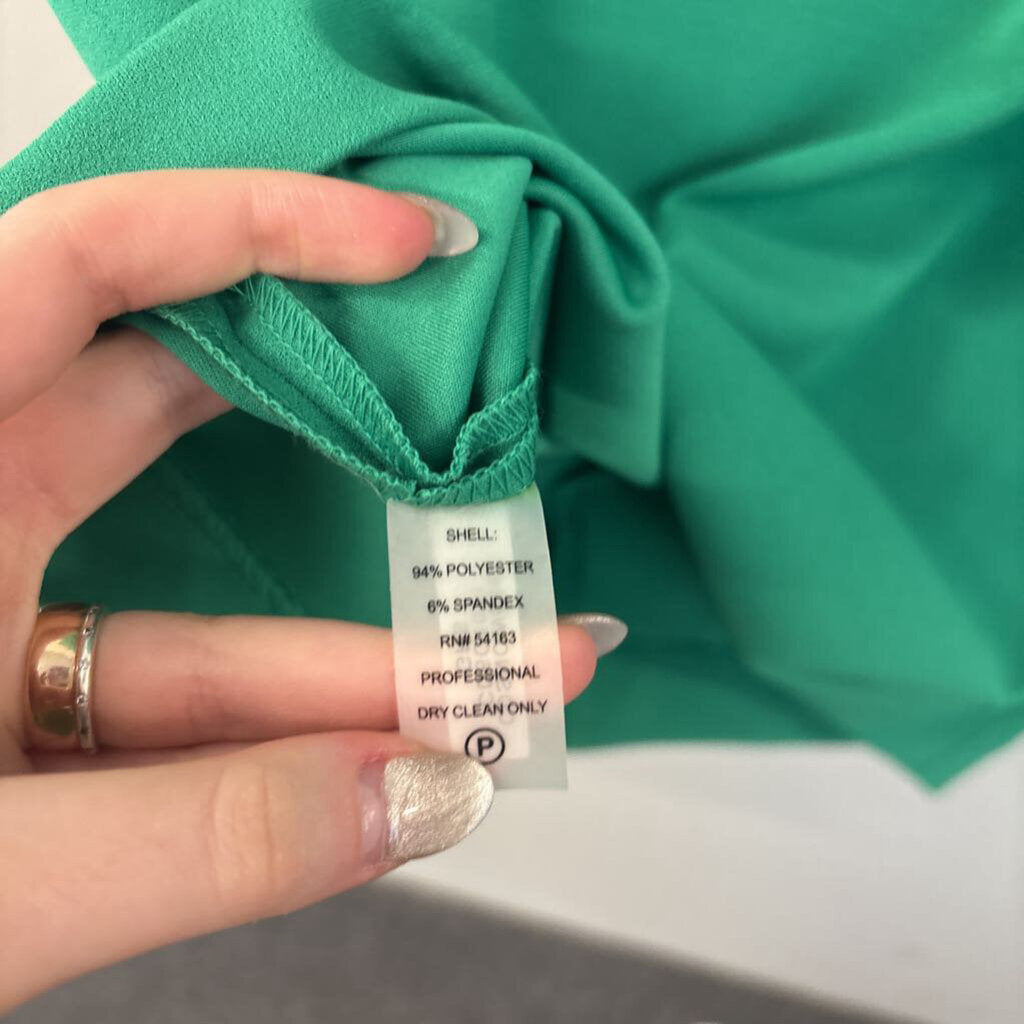 SHELL:
94% POLYESTER
6% SPANDEX
RN# 54163
PROFESSIONAL
DRY CLEAN ONLY
P